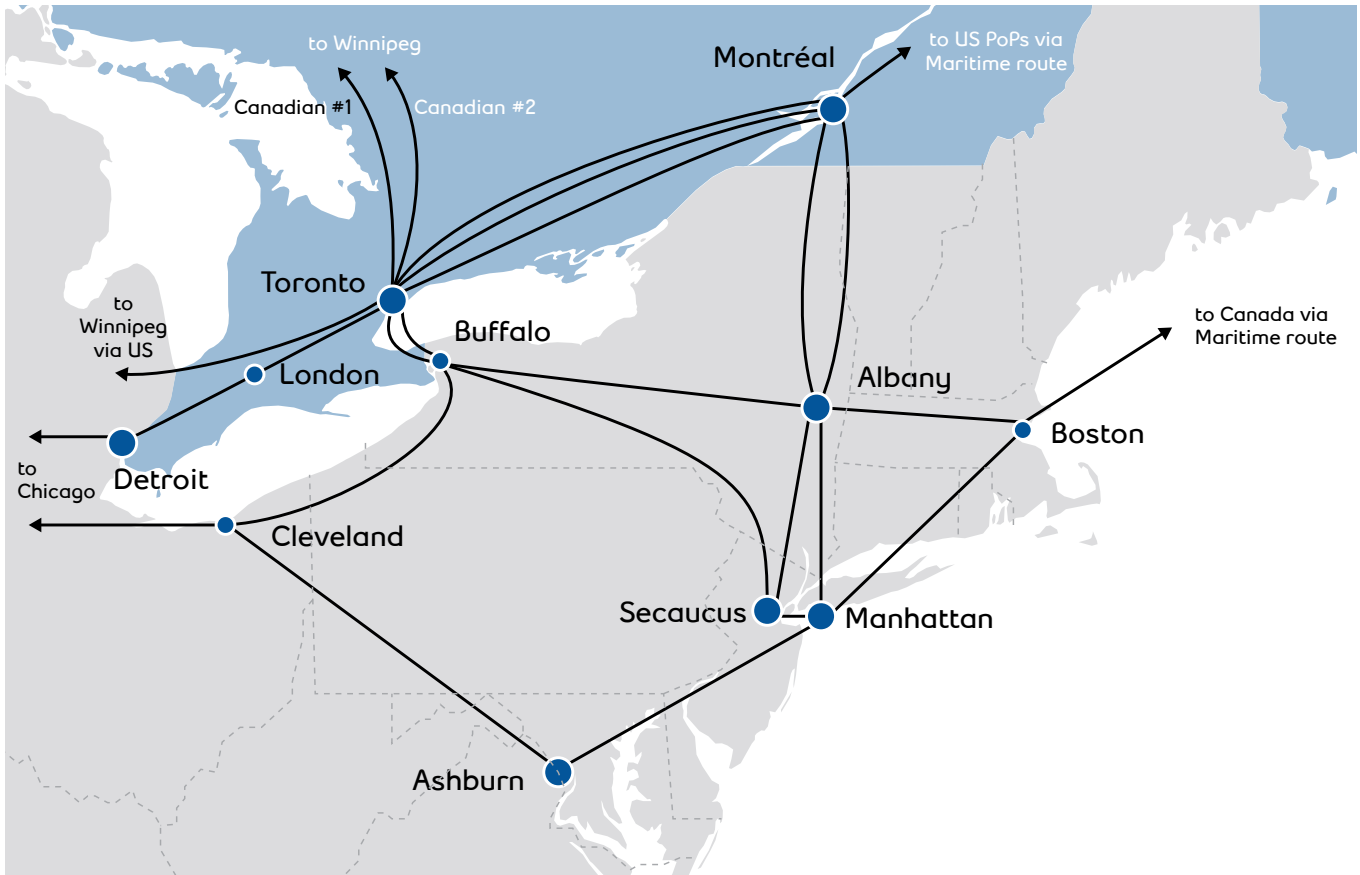 to Winnipeg
to US PoPs via
Maritime route
Montréal
Canadian #1
Canadian #2
Toronto
to
Winnipeg
via US
Buffalo
to Canada via
Maritime route
London
Albany
Boston
to
Chicago
Detroit
Cleveland
Secaucus
Manhattan
Ashburn